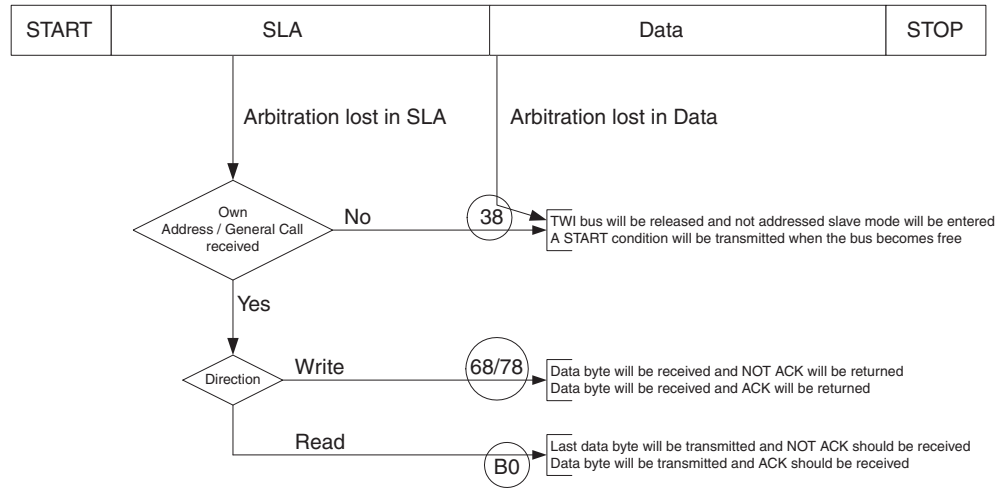 START SLA Data STOP
Arbitration lost in SLA Arbitration lost in Data
Own
Address / General Call
received
No
38
TWI bus will be released and not addressed slave mode will be entered
A START condition will be transmitted when the bus becomes free
Yes
Direction
Write
68/78
Data byte will be received and NOT ACK will be returned
Data byte will be received and ACK will be returned
Read
B0
Last data byte will be transmitted and NOT ACK should be received
Data byte will be transmitted and ACK should be received